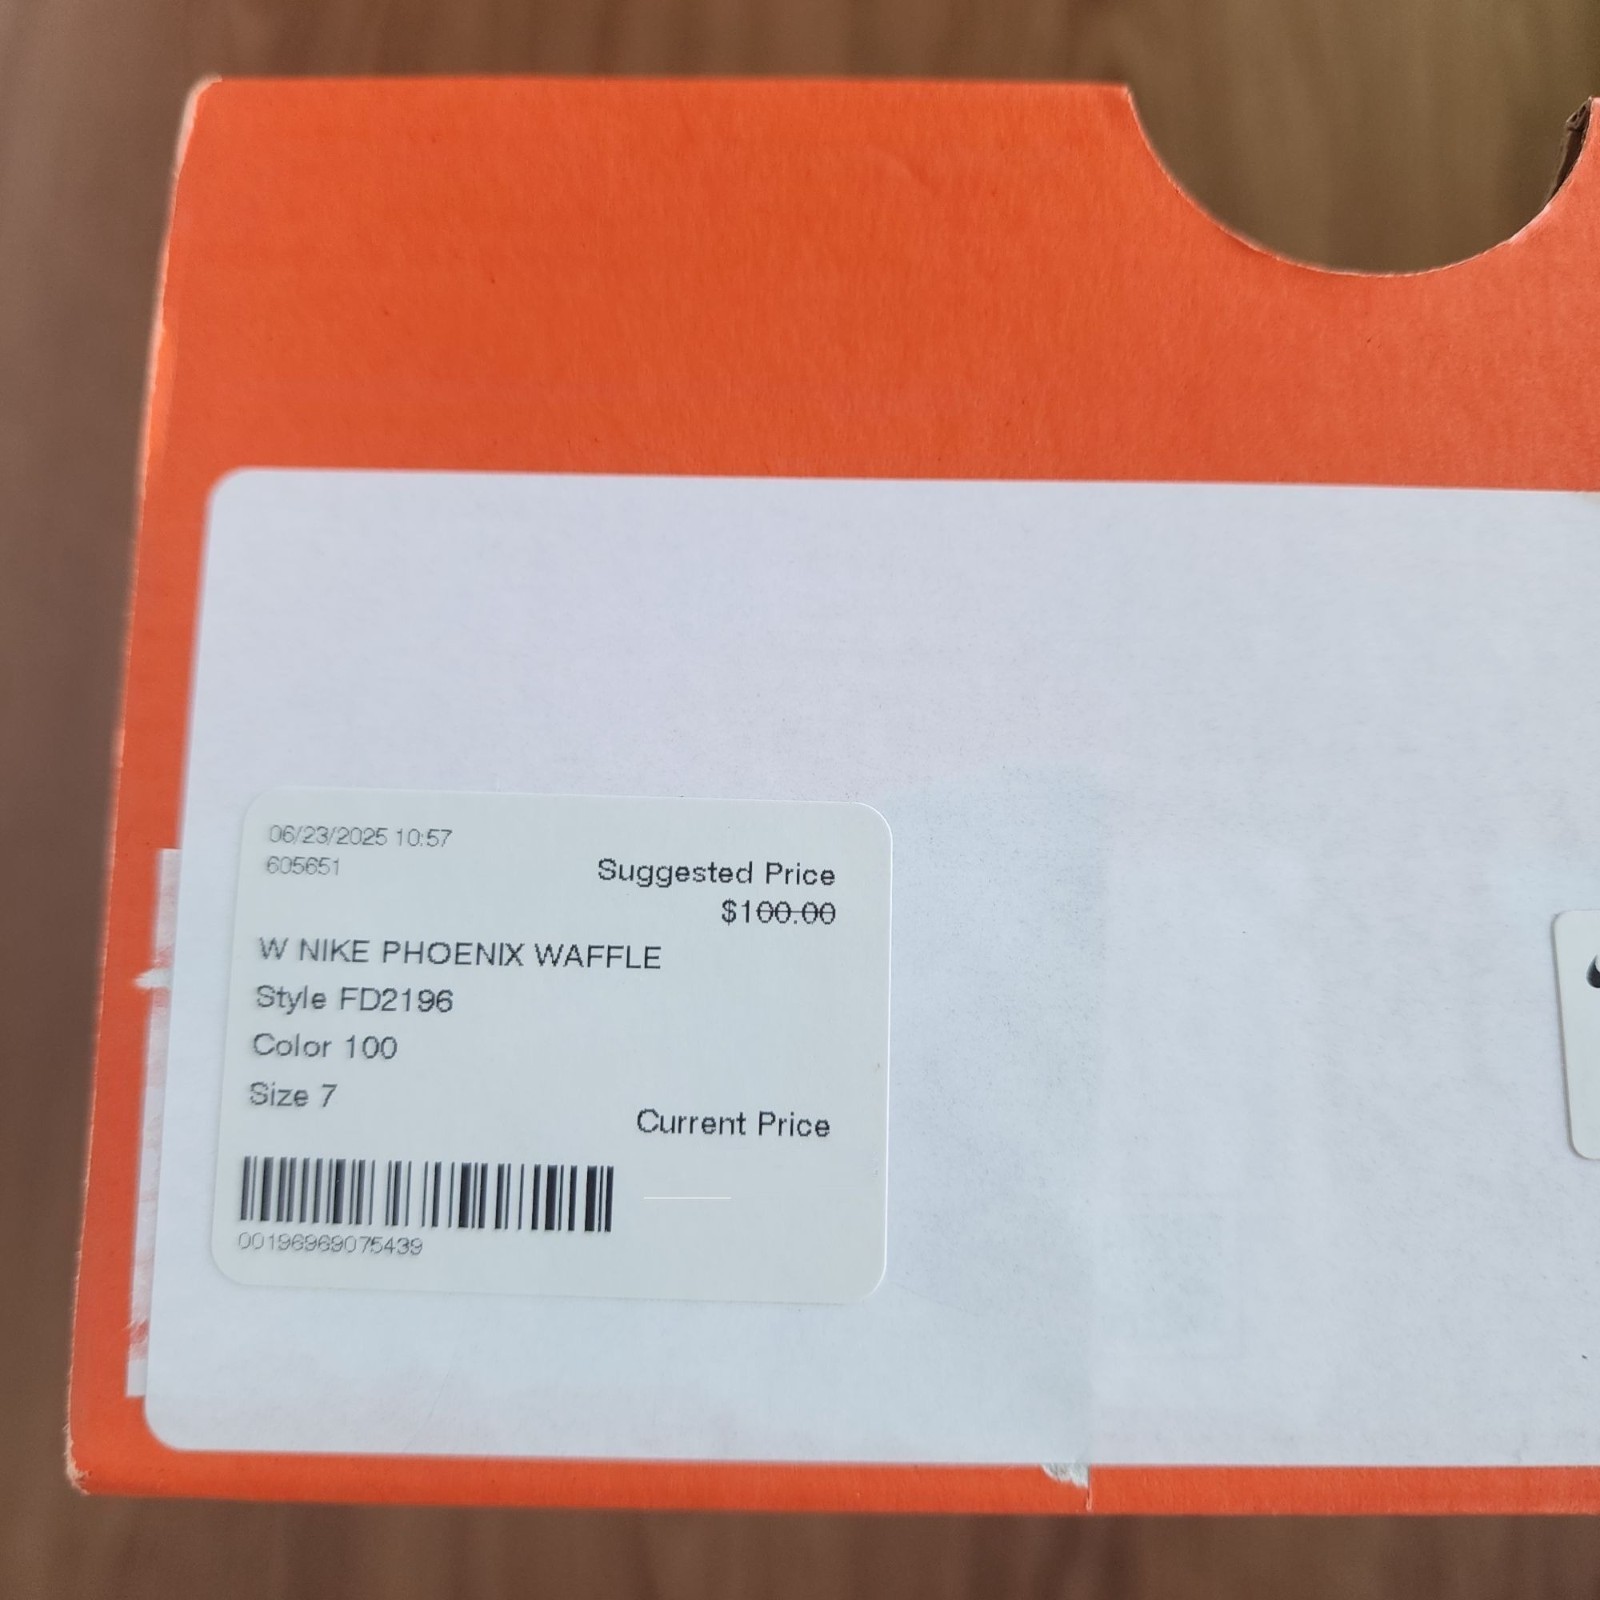 06/23/2025 10:57
605651
Suggested Price
$100.00
W NIKE PHOENIX WAFFLE
Style FD2196
Color 100
Size 7
Current Price
00196969075439